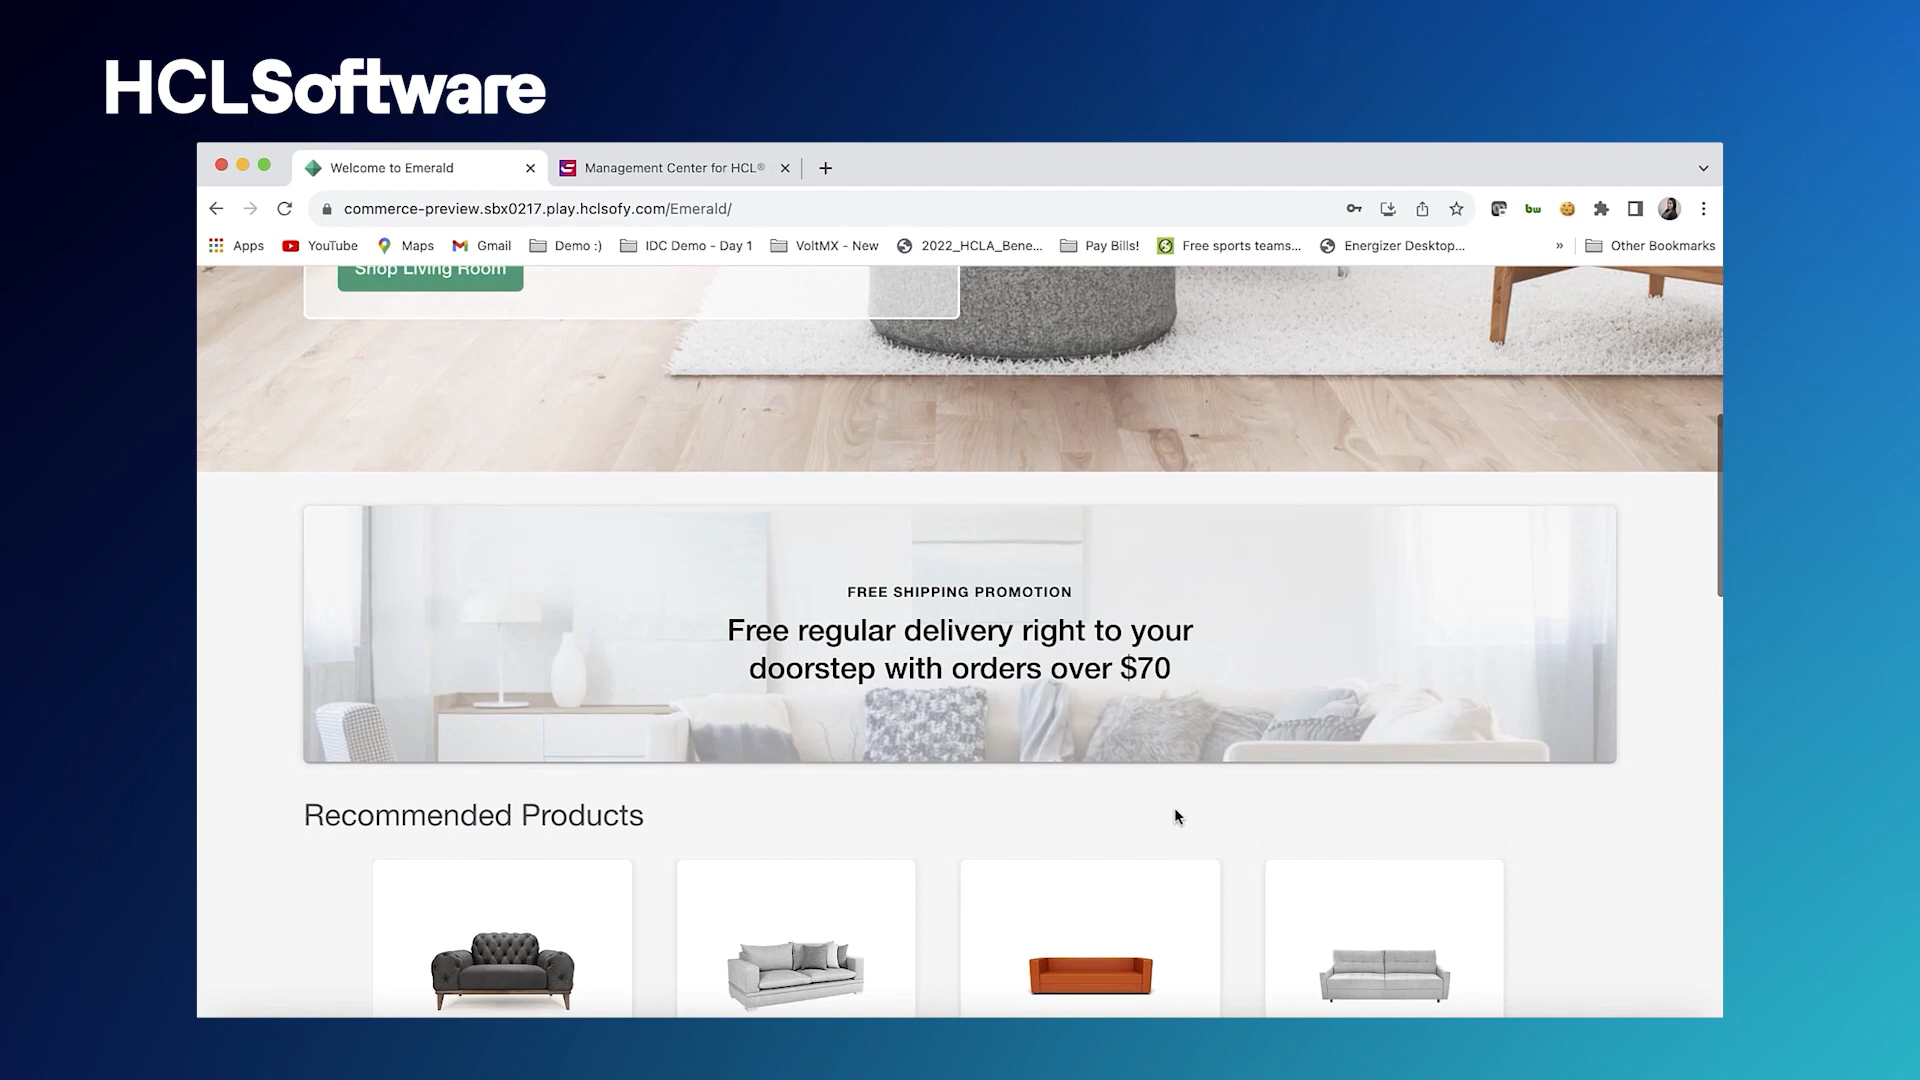 HCLSoftware
Welcome to Emerald
Management Center for HCL®
commerce-preview.sbx0217.play.hclsofy.com/Emerald/
Apps YouTube Maps Gmail Demo :) IDC Demo - Day 1 VoltMX - New 2022_HCLA_Bene... Pay Bills! Free sports teams... Energizer Desktop... » Other Bookmarks
Shop Living Room
FREE SHIPPING PROMOTION
Free regular delivery right to your
doorstep with orders over $70
Recommended Products